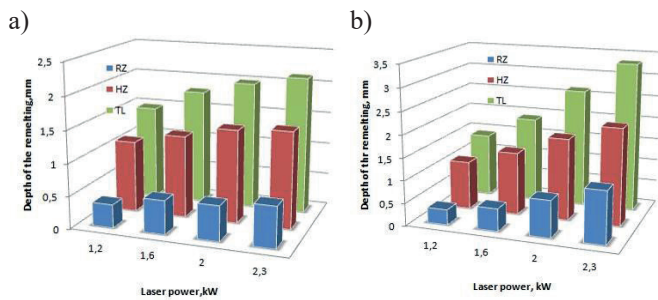 a)
Depth of the remelting,mm
2,5
2
1,5
1
0,5
0
RZ
HZ
TL
1,2
1,6
2
2,3
Laser power,kW
b)
Depth of thr remelting, mm
3,5
3
2,5
2
1,5
1
0,5
0
RZ
HZ
TL
1,2
1,6
2
2,3
Laser power, kW